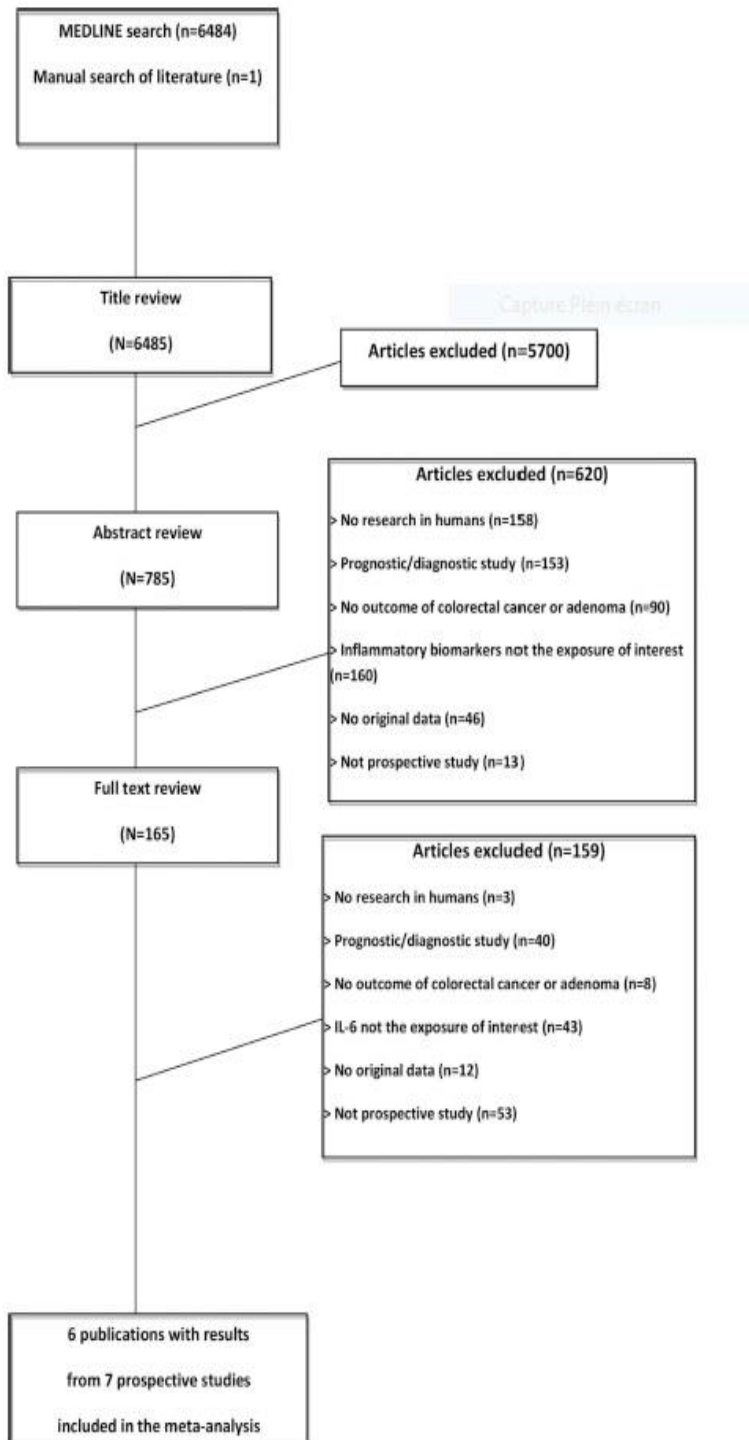 MEDLINE search (n=6484)
Manual search of literature (n=1)
Title review
(N=6485)
Capture Plein écran
Articles excluded (n=5700)
Abstract review
(N=785)
Articles excluded (n=620)
> No research in humans (n=158)
> Prognostic/diagnostic study (n=153)
> No outcome of colorectal cancer or adenoma (n=90)
> Inflammatory biomarkers not the exposure of interest
(n=160)
> No original data (n=46)
> Not prospective study (n=13)
Full text review
(N=165)
Articles excluded (n=159)
> No research in humans (n=3)
> Prognostic/diagnostic study (n=40)
> No outcome of colorectal cancer or adenoma (n=8)
> IL-6 not the exposure of interest (n=43)
> No original data (n=12)
> Not prospective study (n=53)
6 publications with results
from 7 prospective studies
included in the meta-analysis